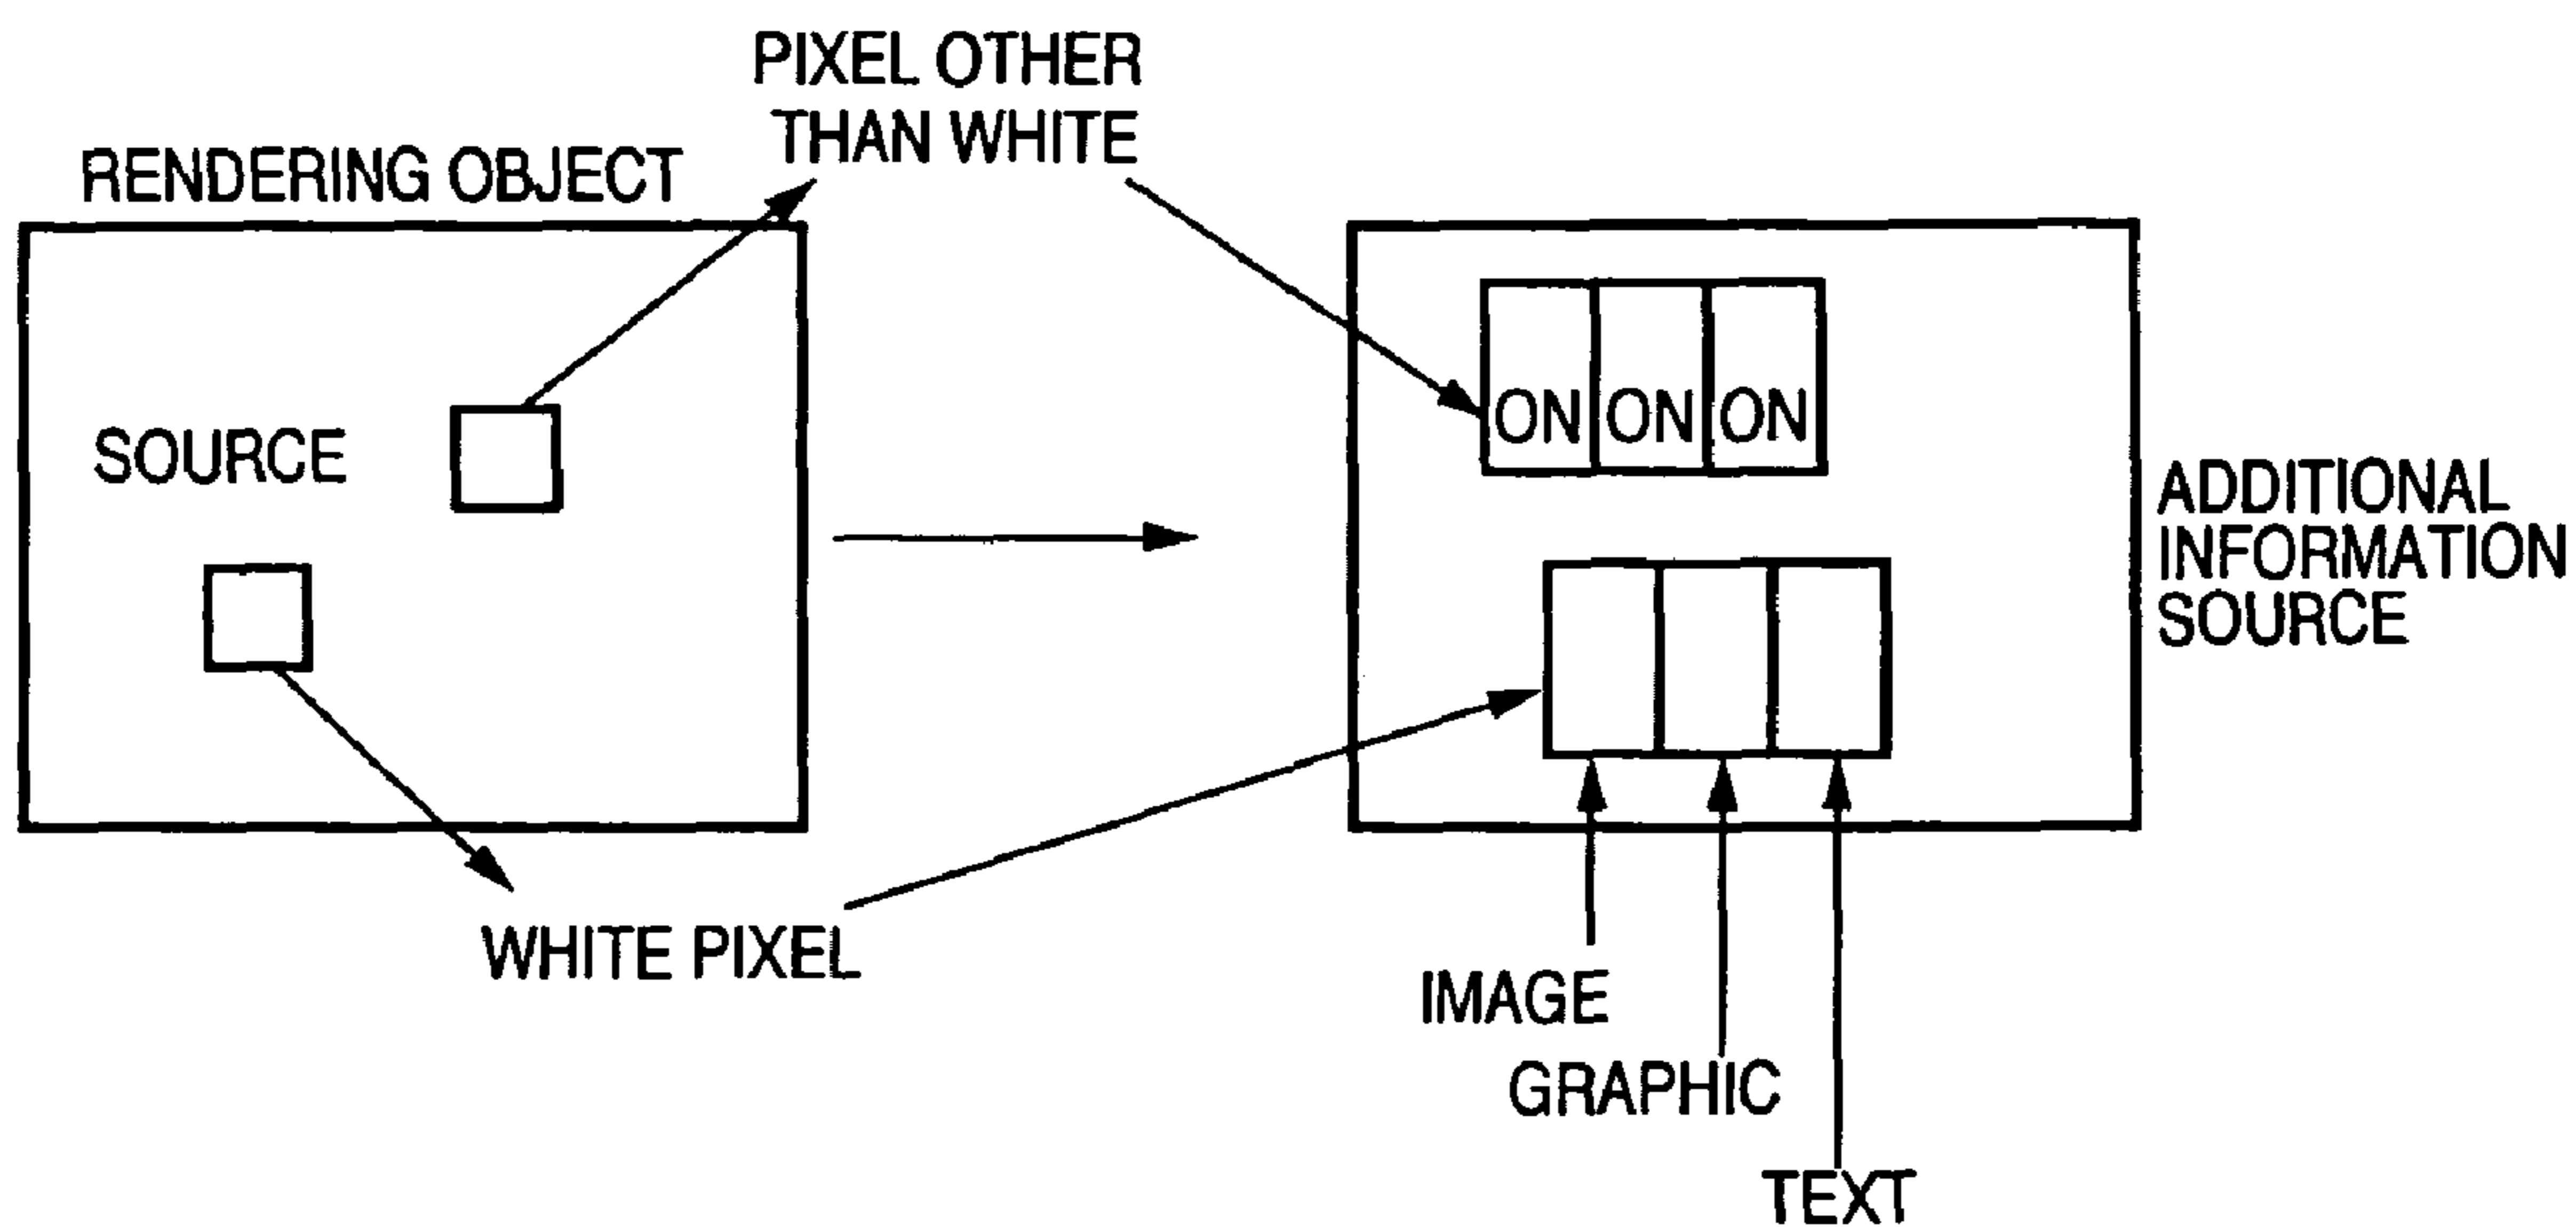 PIXEL OTHER
THAN WHITE
RENDERING OBJECT
SOURCE
ON ON ON
ADDITIONAL
INFORMATION
SOURCE
WHITE PIXEL
IMAGE
GRAPHIC
TEXT